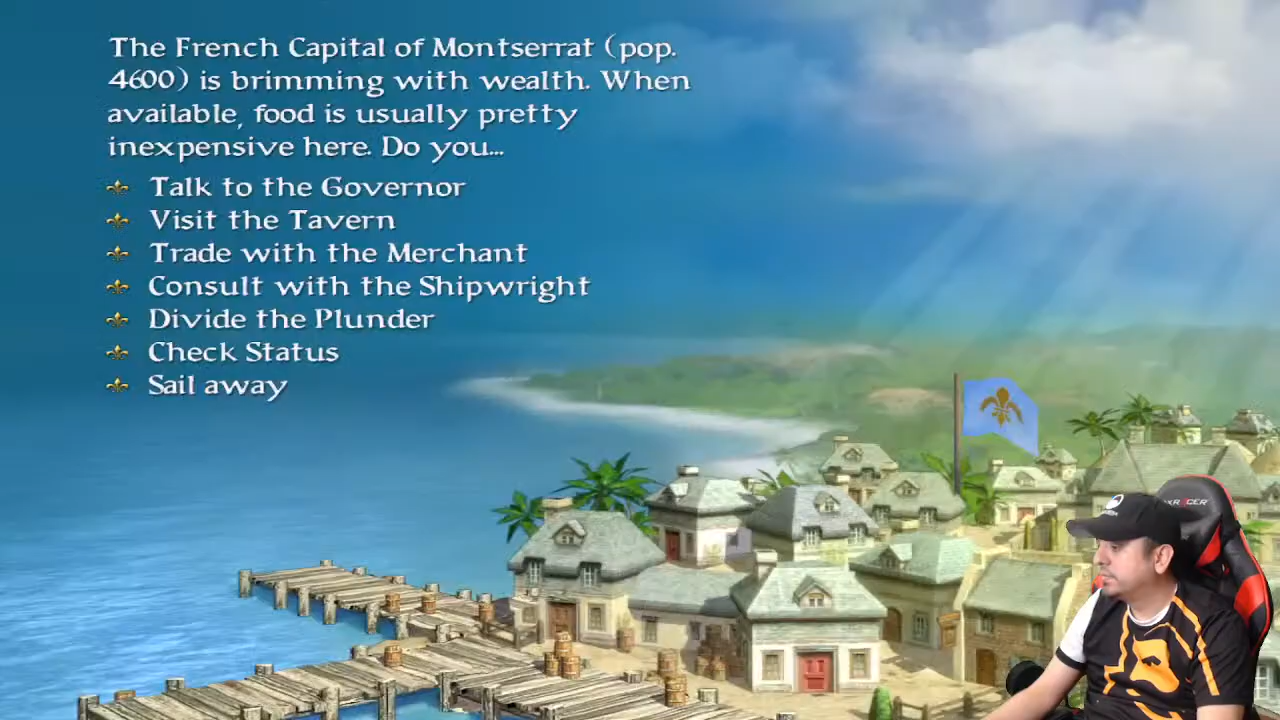 The French Capital of Montserrat (pop.
4600) is brimming with wealth. When
available, food is usually pretty
inexpensive here. Do you...
Talk to the Governor
Visit the Tavern
Trade with the Merchant
Consult with the Shipwright
Divide the Plunder
Check Status
Sail away